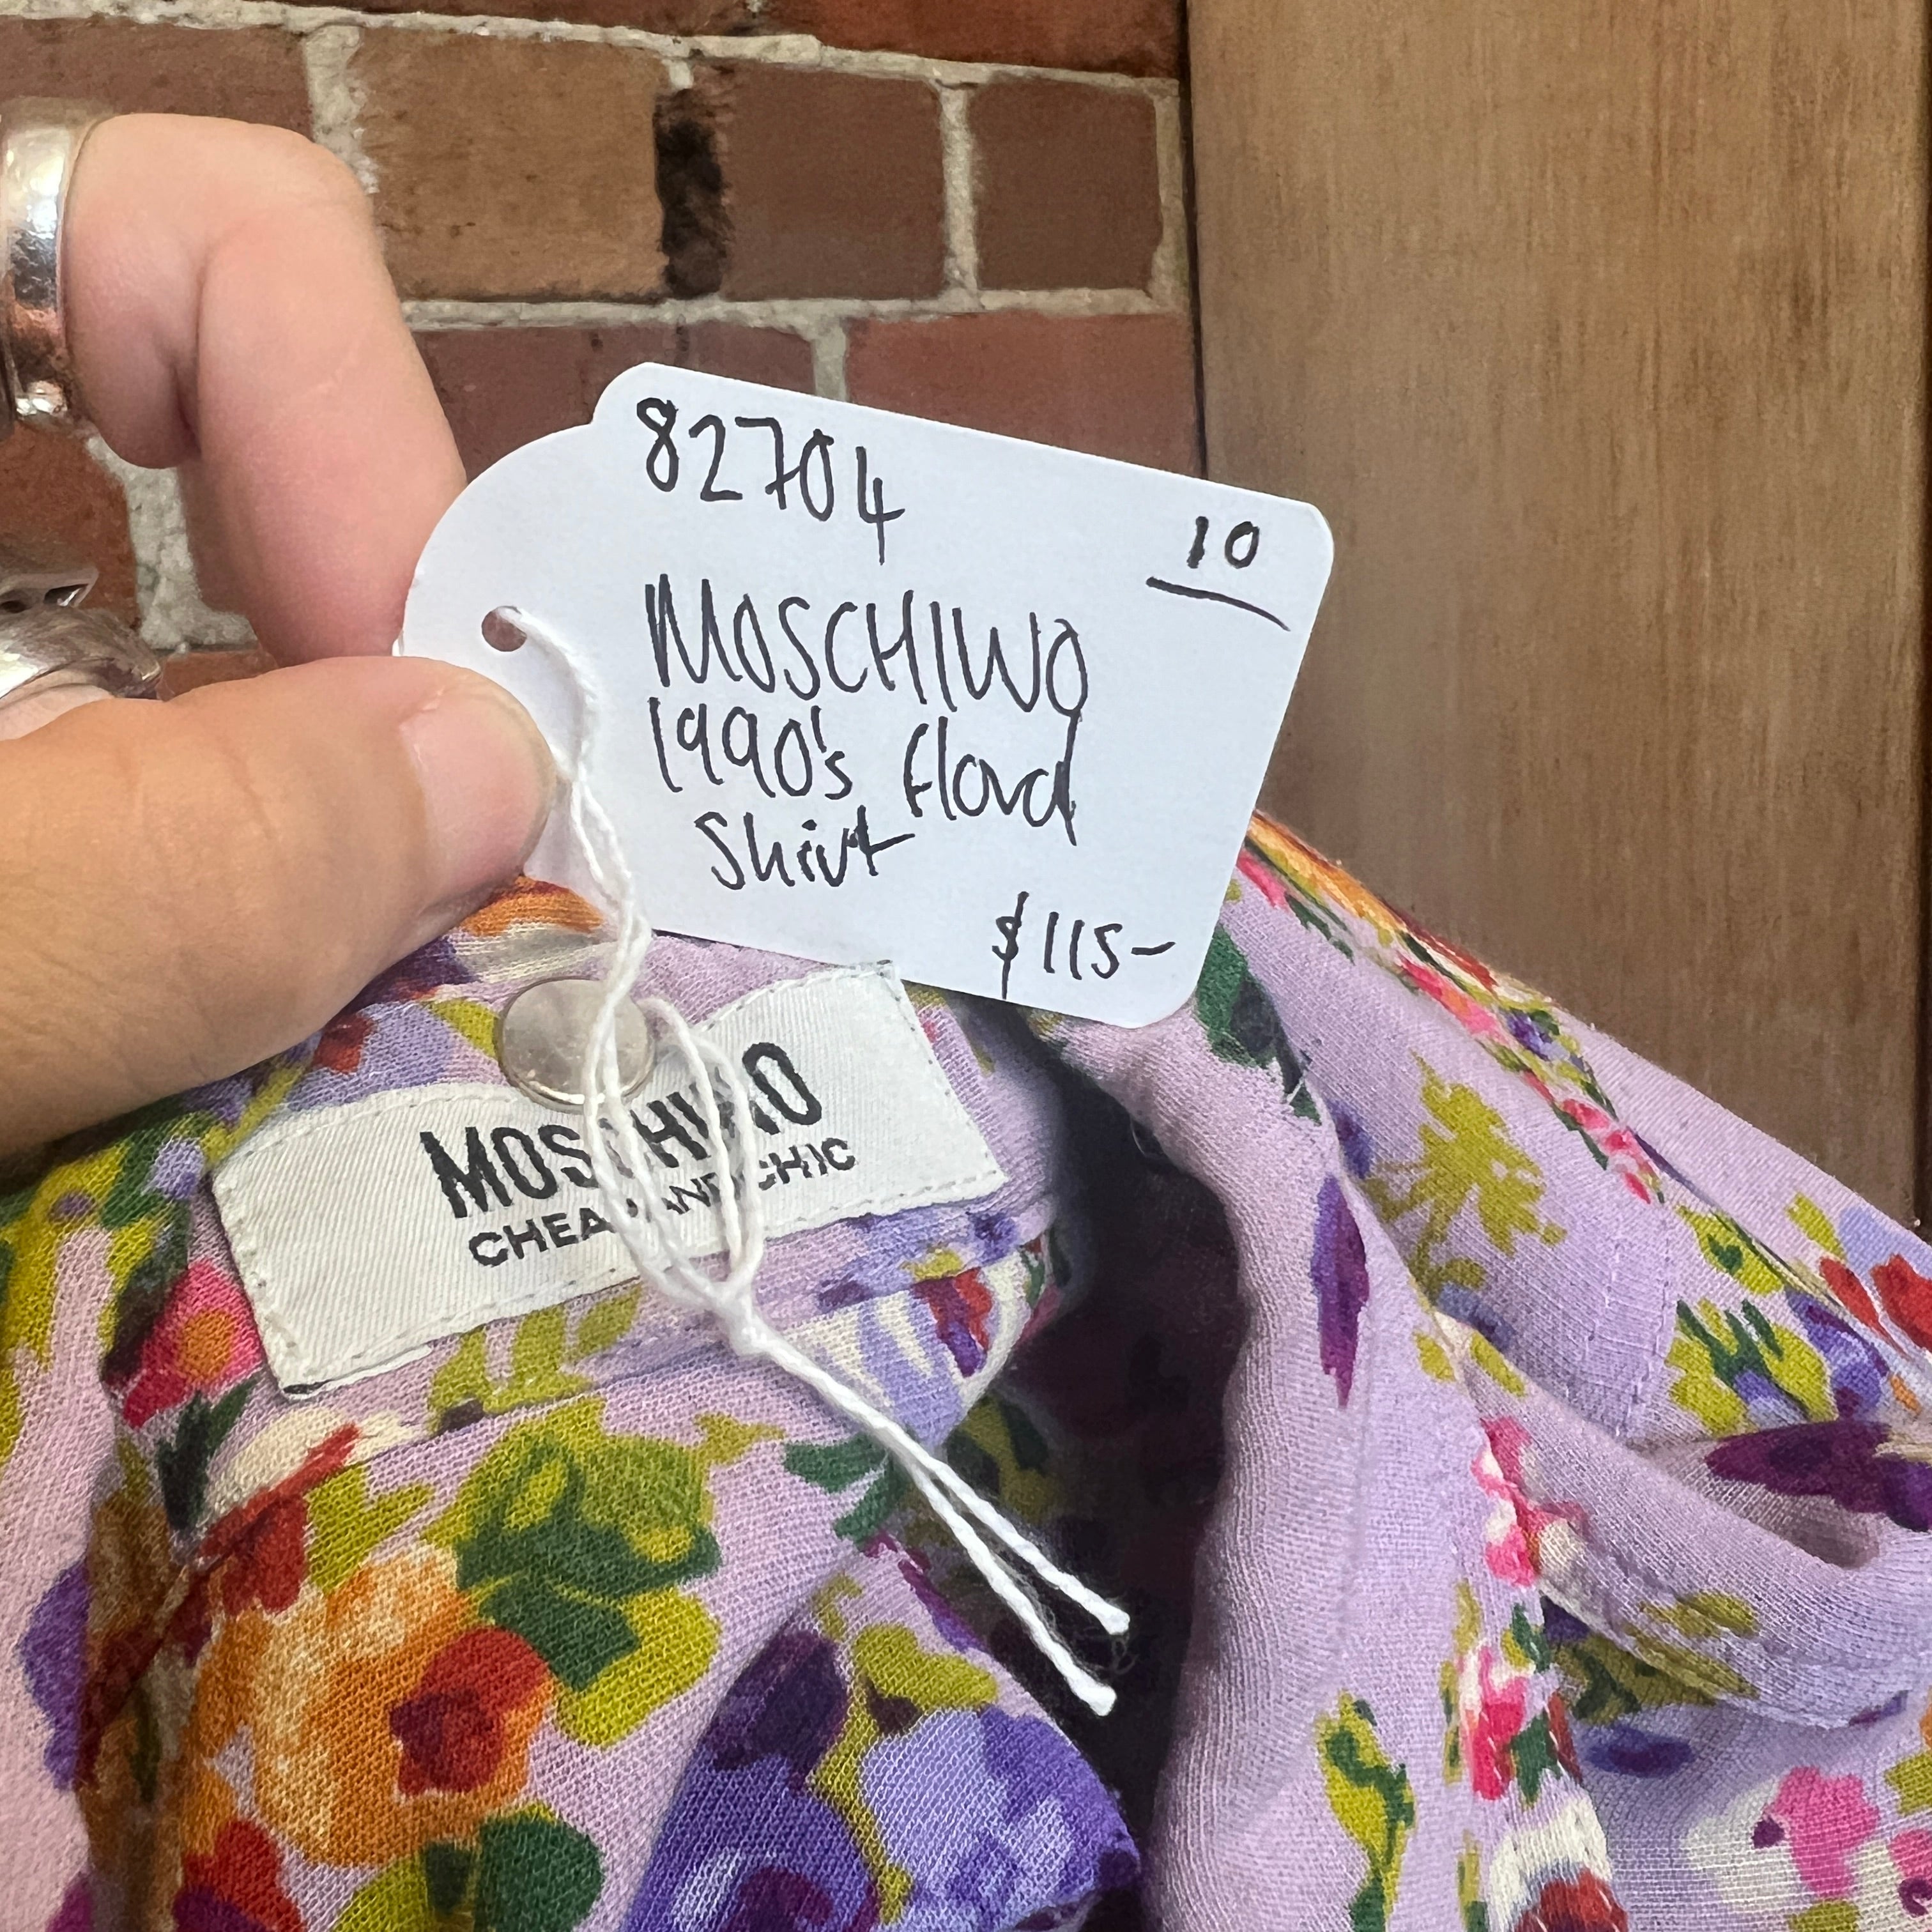 82704
10
MOSCHINO
1990's floral
Shirt
$115-
MOSCHINO
CHEAP AND CHIC